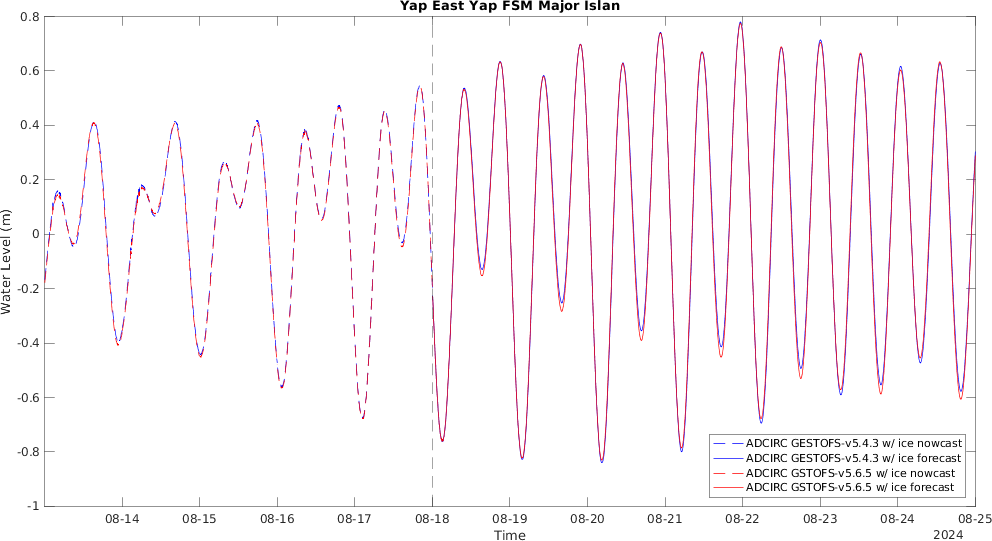 Yap East Yap FSM Major Islan
Water Level (m)
0.8
0.6
0.4
0.2
0
-0.2
-0.4
-0.6
-0.8
-1
ADCIRC GESTOFS-v5.4.3 w/ ice nowcast
ADCIRC GESTOFS-v5.4.3 w/ ice forecast
ADCIRC GSTOFS-v5.6.5 w/ ice nowcast
ADCIRC GSTOFS-v5.6.5 w/ ice forecast
08-14 08-15 08-16 08-17 08-18 08-19 08-20 08-21 08-22 08-23 08-24 08-25
Time
2024